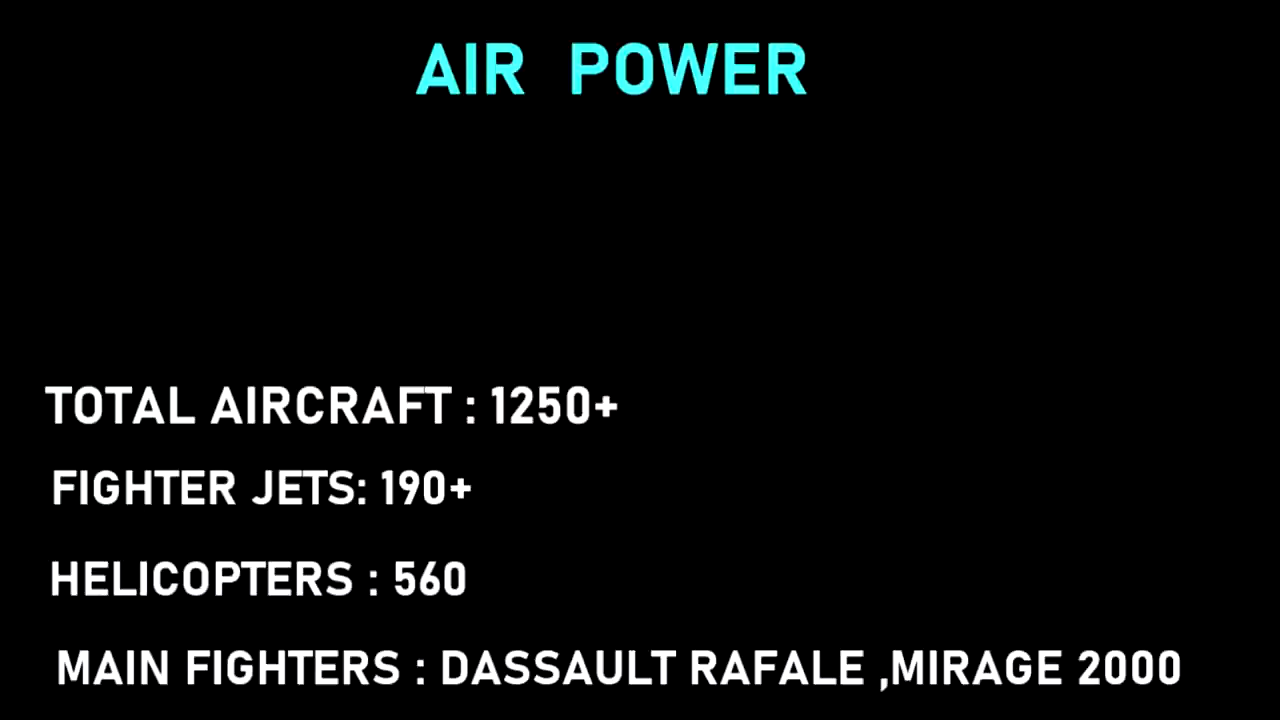 AIR POWER
TOTAL AIRCRAFT : 1250+
FIGHTER JETS: 190+
HELICOPTERS : 560
MAIN FIGHTERS : DASSAULT RAFALE ,MIRAGE 2000